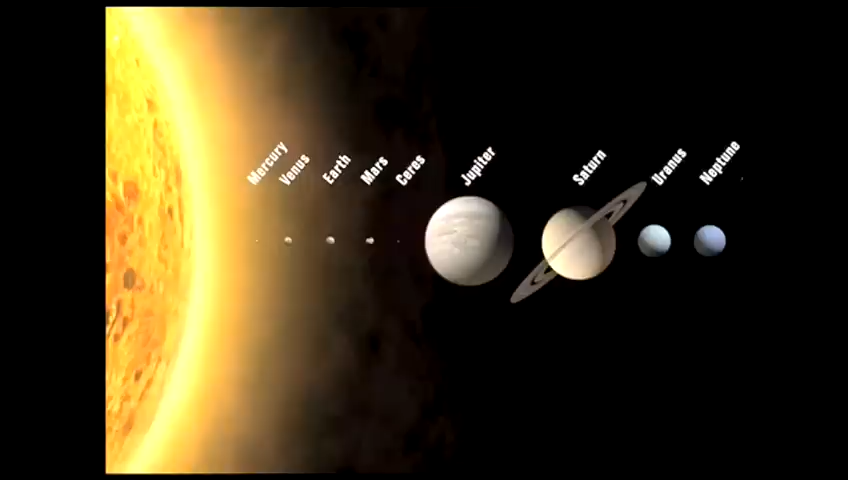 Mercury
Venus
Earth
Mars
Ceres
Jupiter
Saturn
Uranus
Neptune